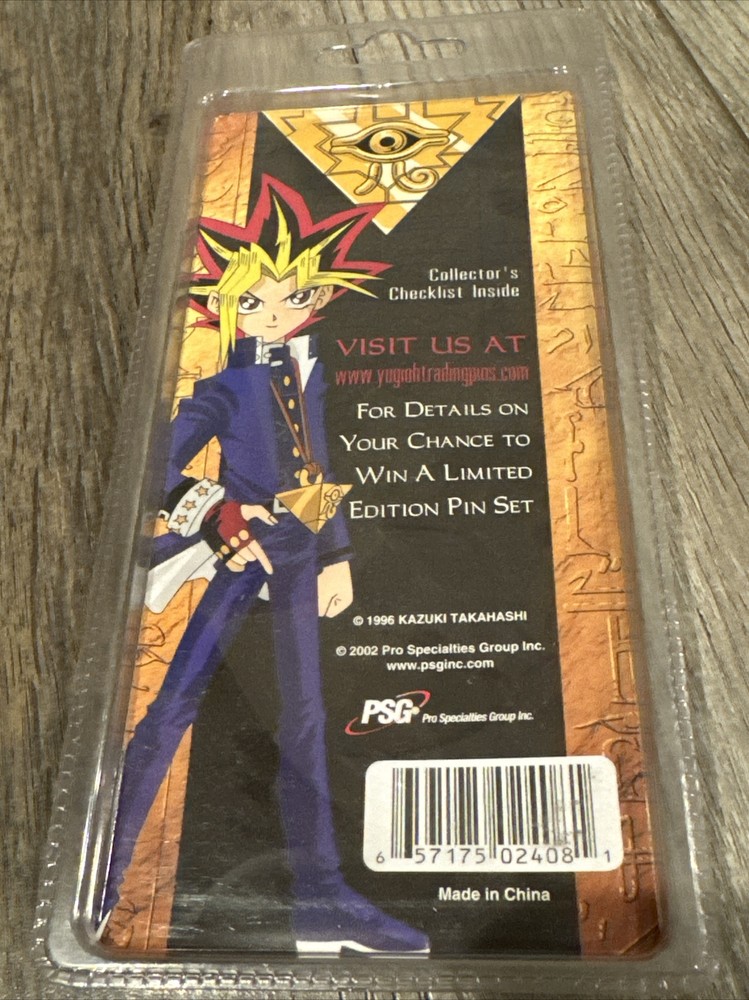 Collector's
Checklist Inside
VISIT US AT
www.yugiohtradingpins.com
FOR DETAILS ON
YOUR CHANCE TO
WIN A LIMITED
EDITION PIN SET
© 1996 KAZUKI TAKAHASHI
© 2002 Pro Specialties Group Inc.
www.psginc.com
PSG Pro Specialties Group Inc.
6 57175 02408 1
Made in China